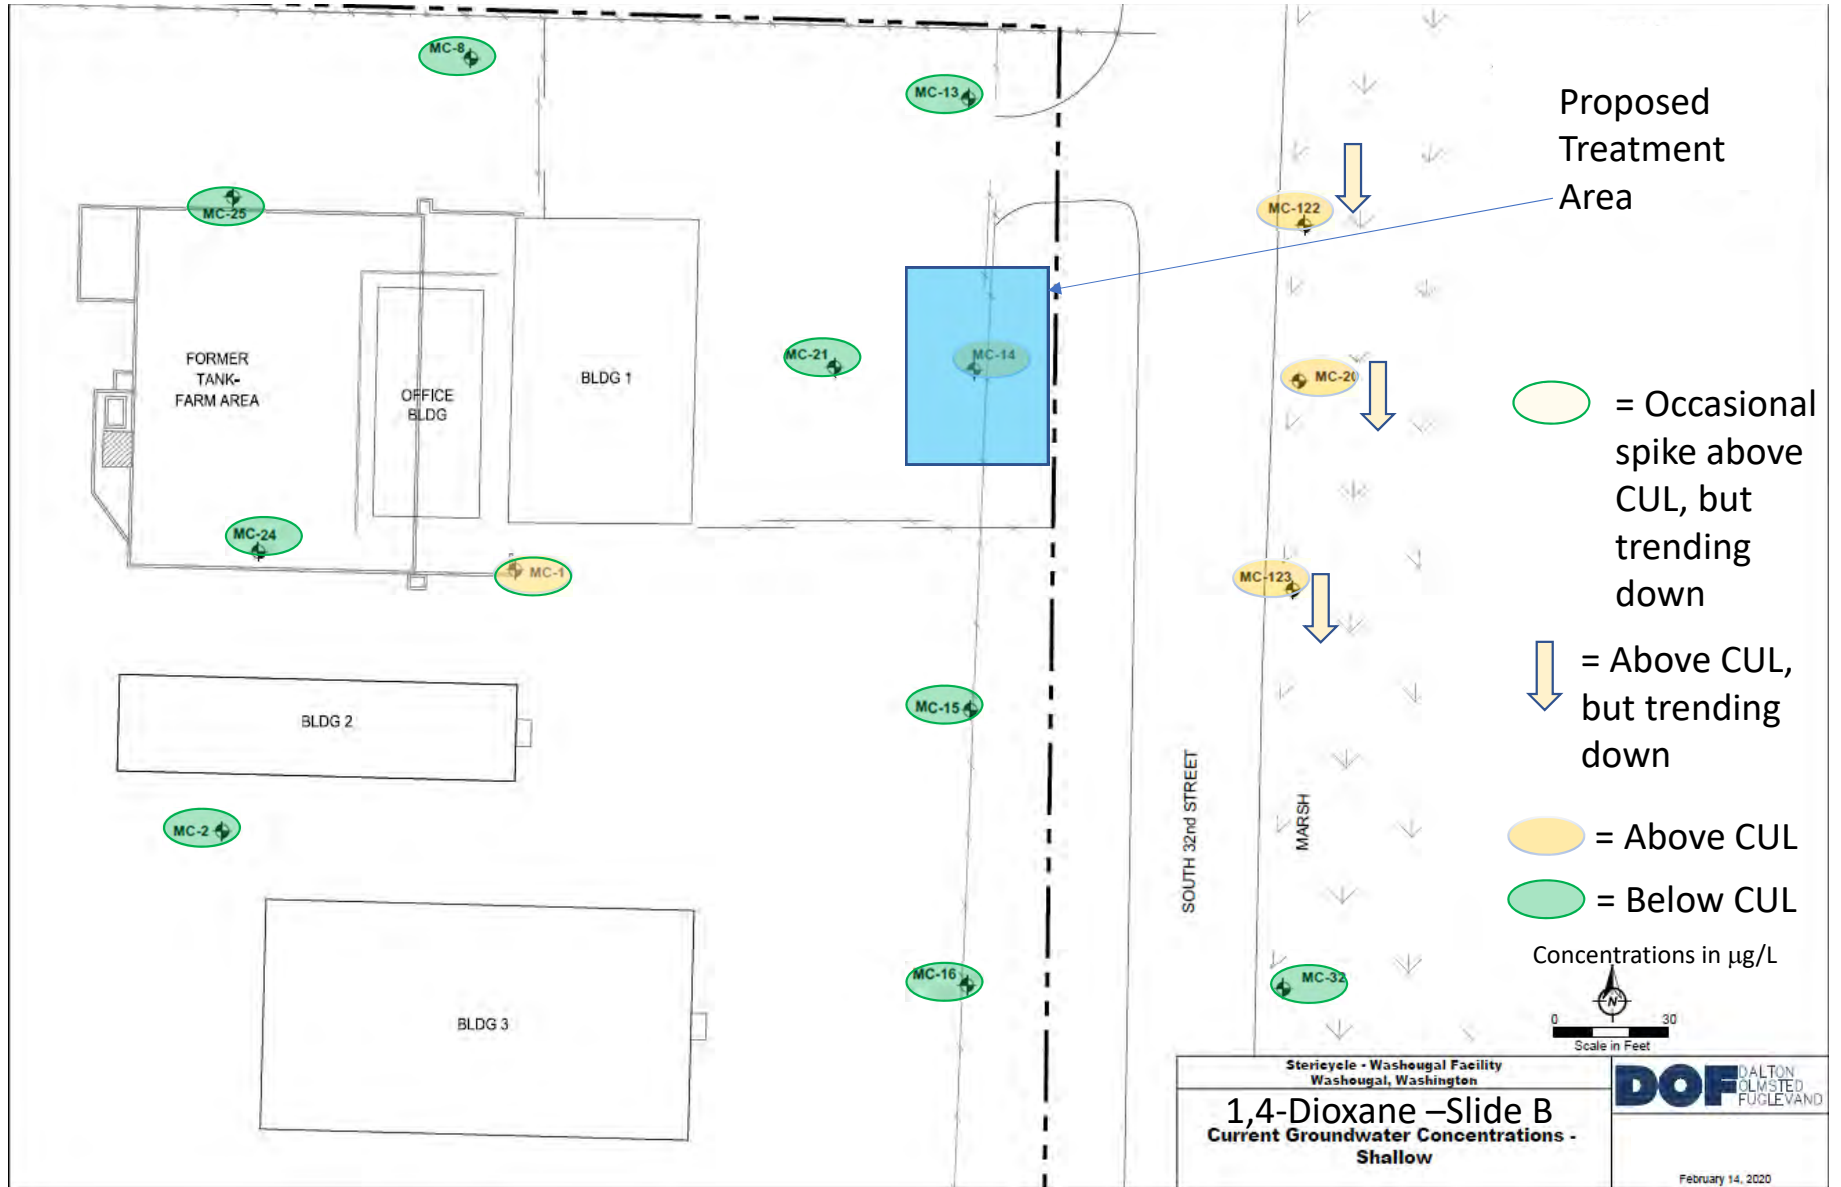 MC-8
MC-13
Proposed
Treatment
Area
MC-25
MC-122
FORMER
TANK-
FARM AREA
OFFICE
BLDG
BLDG 1
MC-21
MC-14
MC-20
= Occasional
spike above
CUL, but
trending
down
MC-24
MC-1
MC-123
= Above CUL,
but trending
down
BLDG 2
MC-15
MC-2
SOUTH 32nd STREET
MARSH
= Above CUL
= Below CUL
Concentrations in µg/L
N
0 30
Scale in Feet
MC-16
MC-32
BLDG 3
Stericycle - Washougal Facility
Washougal, Washington
1,4-Dioxane –Slide B
Current Groundwater Concentrations -
Shallow
DOF
DALTON
OLMSTED
FUGLEVAND
February 14, 2020